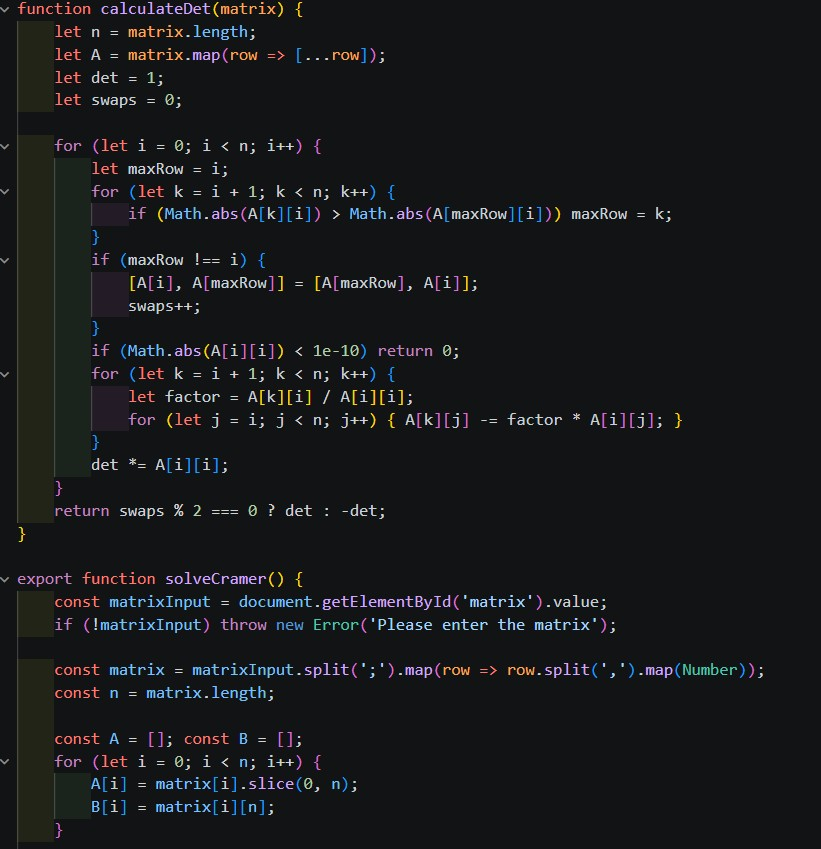 function calculateDet(matrix) {
    let n = matrix.length;
    let A = matrix.map(row => [...row]);
    let det = 1;
    let swaps = 0;

    for (let i = 0; i < n; i++) {
        let maxRow = i;
        for (let k = i + 1; k < n; k++) {
            if (Math.abs(A[k][i]) > Math.abs(A[maxRow][i])) maxRow = k;
        }
        if (maxRow !== i) {
            [A[i], A[maxRow]] = [A[maxRow], A[i]];
            swaps++;
        }
        if (Math.abs(A[i][i]) < 1e-10) return 0;
        for (let k = i + 1; k < n; k++) {
            let factor = A[k][i] / A[i][i];
            for (let j = i; j < n; j++) { A[k][j] -= factor * A[i][j]; }
        }
        det *= A[i][i];
    }
    return swaps % 2 === 0 ? det : -det;
}

export function solveCramer() {
    const matrixInput = document.getElementById('matrix').value;
    if (!matrixInput) throw new Error('Please enter the matrix');

    const matrix = matrixInput.split(';').map(row => row.split(',').map(Number));
    const n = matrix.length;

    const A = []; const B = [];
    for (let i = 0; i < n; i++) {
        A[i] = matrix[i].slice(0, n);
        B[i] = matrix[i][n];
    }